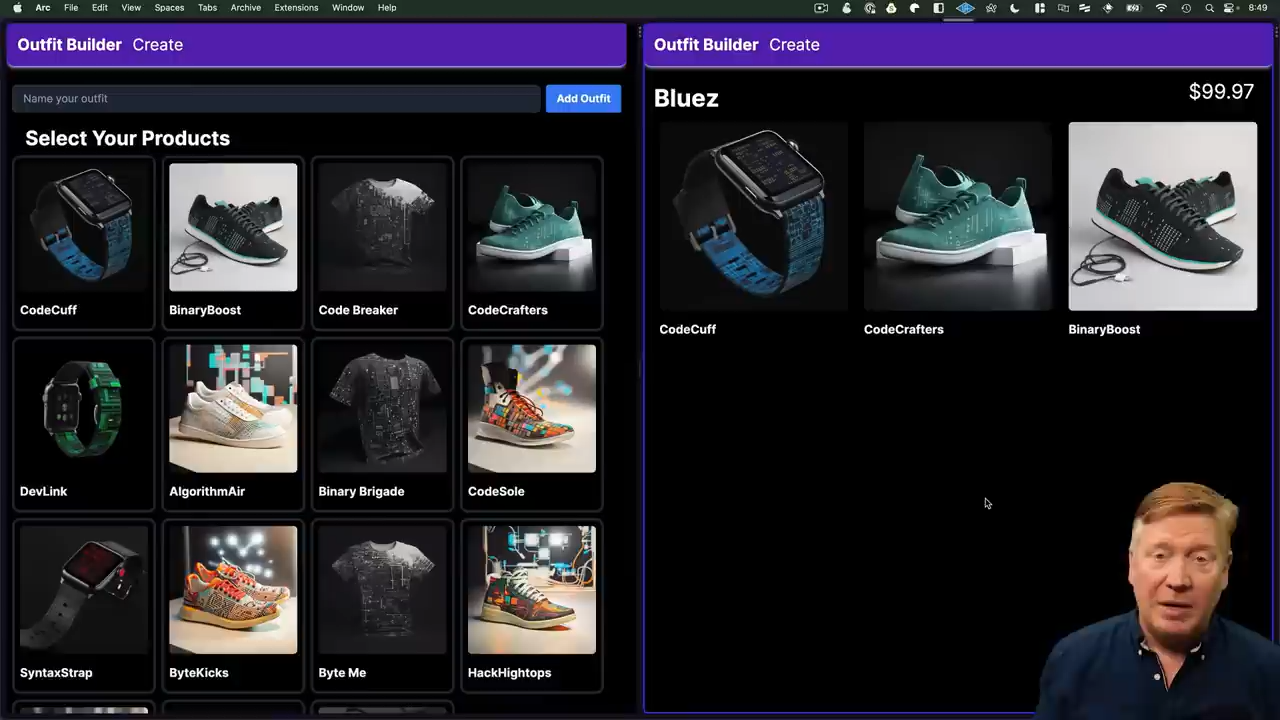 Arc File Edit View Spaces Tabs Archive Extensions Window Help 8:49
Outfit Builder Create
Name your outfit
Add Outfit
Select Your Products
CodeCuff
BinaryBoost
Code Breaker
CodeCrafters
DevLink
AlgorithmAir
Binary Brigade
CodeSole
SyntaxStrap
ByteKicks
Byte Me
HackHightops
Outfit Builder Create
Bluez
$99.97
CodeCuff
CodeCrafters
BinaryBoost